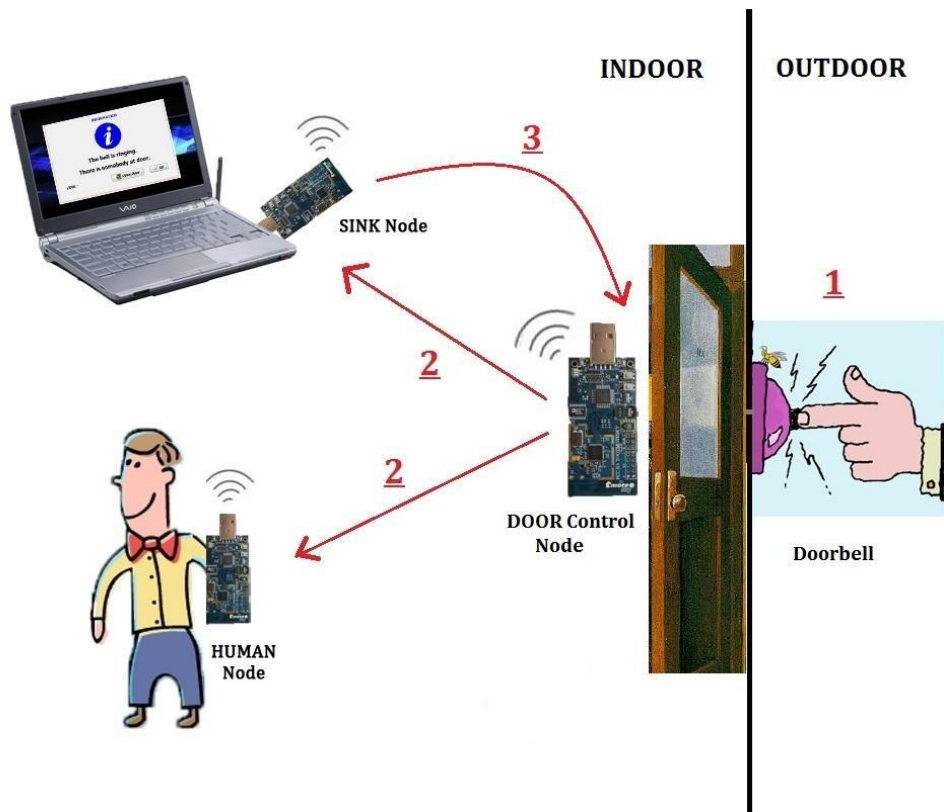 INDOOR
OUTDOOR
3
INFORMATION
i
The bell is ringing.
There is somebody at door.
VAIO
SINK Node
1
2
2
DOOR Control
Node
Doorbell
HUMAN
Node